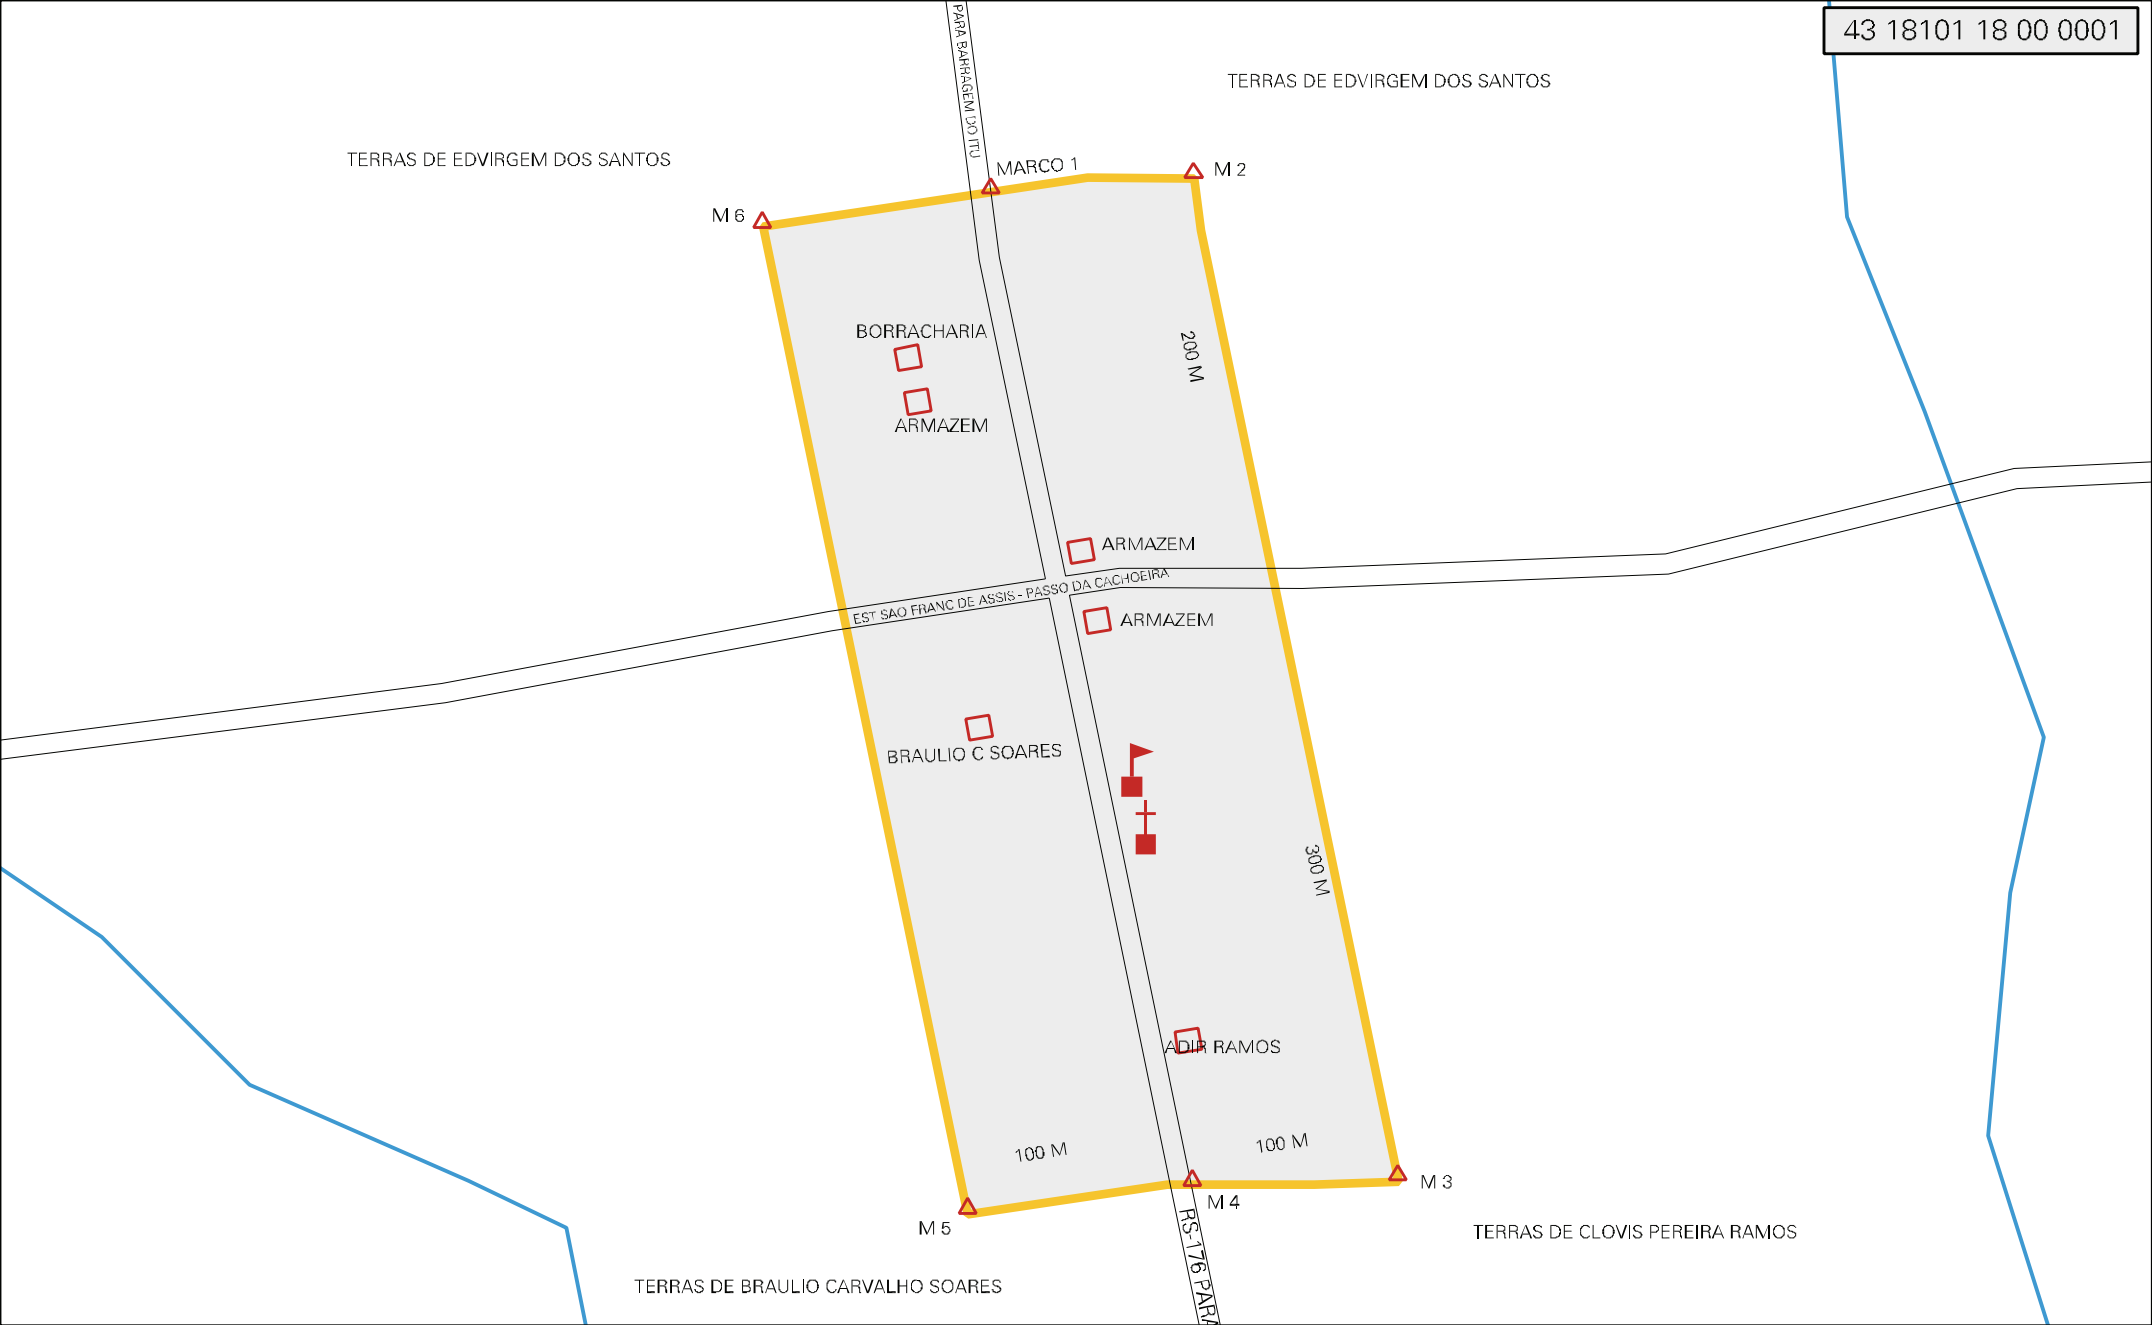 43 18101 18 00 0001
PARA BARRAGEM DO ITU
TERRAS DE EDVIRGEM DOS SANTOS
TERRAS DE EDVIRGEM DOS SANTOS
MARCO 1
M 2
M 6
BORRACHARIA
200 M
ARMAZEM
ARMAZEM
EST SAO FRANC DE ASSIS - PASSO DA CACHOEIRA
ARMAZEM
BRAULIO C SOARES
300 M
ADIR RAMOS
100 M
100 M
M 3
M 4
M 5
RS-176 PARA
TERRAS DE CLOVIS PEREIRA RAMOS
TERRAS DE BRAULIO CARVALHO SOARES